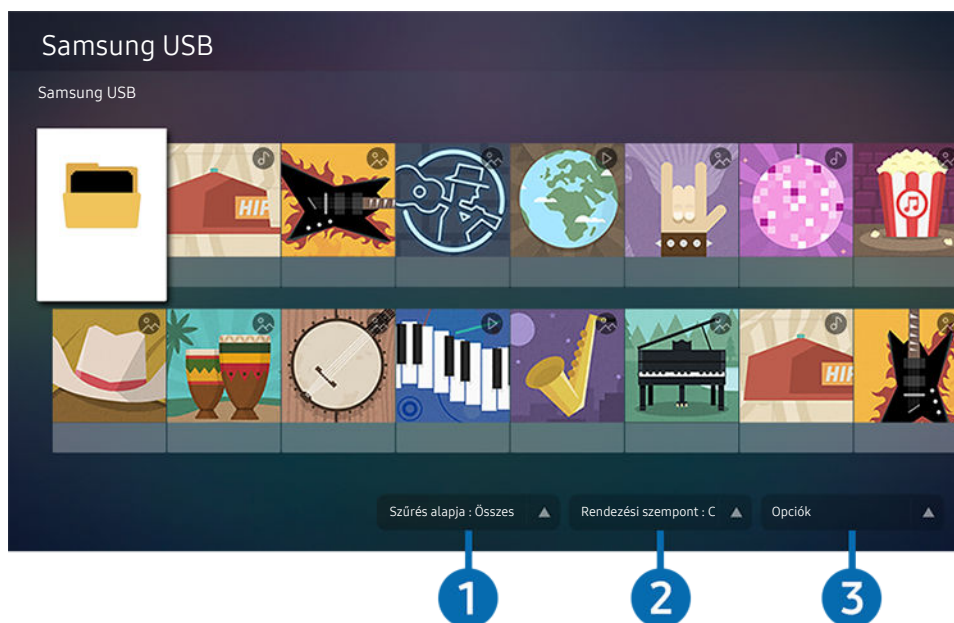 Samsung USB
Samsung USB
HIF
HIF
Szűrés alapja : Összes
Rendezési szempont : C
Opciók
1
2
3